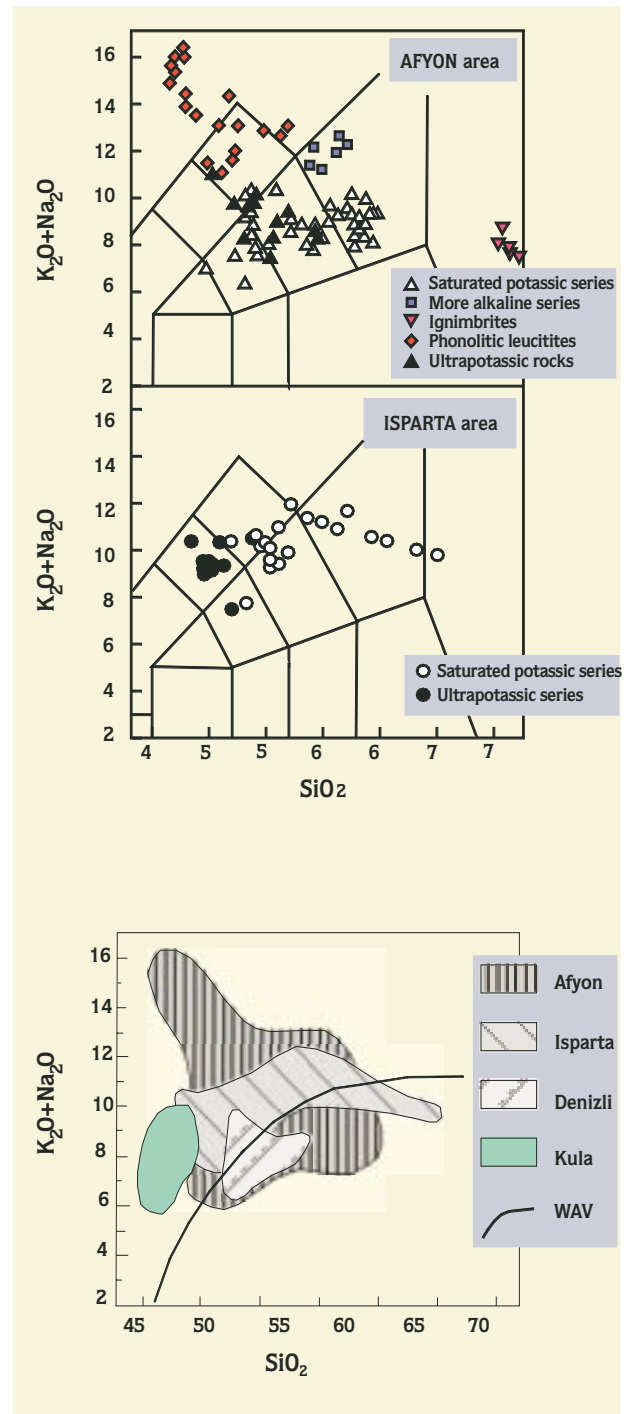 16
14
12
10
8
6
4
2
K₂O+Na₂O
AFYON area
Saturated potassic series
More alkaline series
Ignimbrites
Phonolitic leucitites
Ultrapotassic rocks
16
14
12
10
8
6
4
2
K₂O+Na₂O
ISPARTA area
Saturated potassic series
Ultrapotassic series
4 5 5 6 6 7 7
SiO₂
16
14
12
10
8
6
4
2
K₂O+Na₂O
Afyon
Isparta
Denizli
Kula
WAV
45 50 55 60 65 70
SiO₂